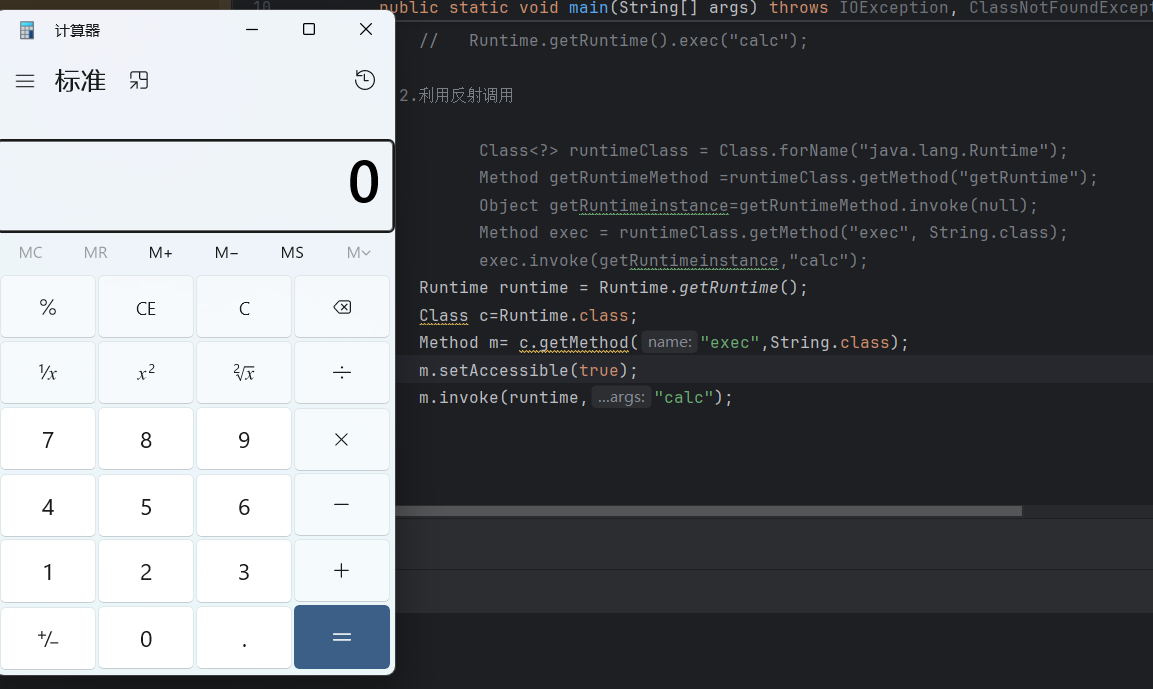 计算器
标准
0
MC MR M+ M− MS M
% CE C
¹/x x² ²√x ÷
7 8 9 ×
4 5 6 −
1 2 3 +
+/− 0 . =
10 public static void main(String[] args) throws IOException, ClassNotFoundExcept
// Runtime.getRuntime().exec("calc");
2.利用反射调用
Class<?> runtimeClass = Class.forName("java.lang.Runtime");
Method getRuntimeMethod =runtimeClass.getMethod("getRuntime");
Object getRuntimeinstance=getRuntimeMethod.invoke(null);
Method exec = runtimeClass.getMethod("exec", String.class);
exec.invoke(getRuntimeinstance,"calc");
Runtime runtime = Runtime.getRuntime();
Class c=Runtime.class;
Method m= c.getMethod( name: "exec",String.class);
m.setAccessible(true);
m.invoke(runtime, ...args: "calc");